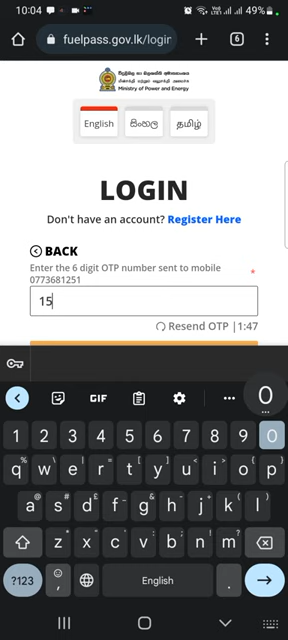 10:04
49%
fuelpass.gov.lk/login
6
Ministry of Power and Energy
English
සිංහල
தமிழ்
LOGIN
Don't have an account? Register Here
BACK
Enter the 6 digit OTP number sent to mobile
0773681251
*
15
Resend OTP | 1:47
GIF
0
1 2 3 4 5 6 7 8 9 0
q w e r t y u i o p
a s d f g h j k l
z x c v b n m
?123 , English .